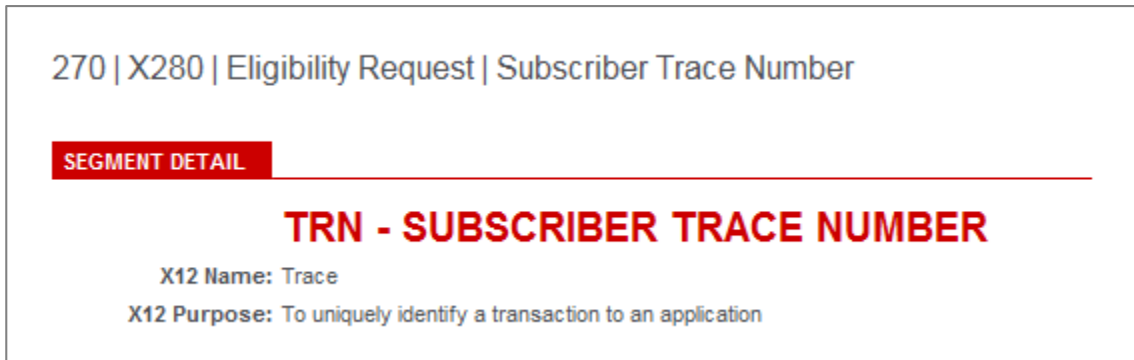 270 | X280 | Eligibility Request | Subscriber Trace Number
SEGMENT DETAIL
TRN - SUBSCRIBER TRACE NUMBER
X12 Name: Trace
X12 Purpose: To uniquely identify a transaction to an application